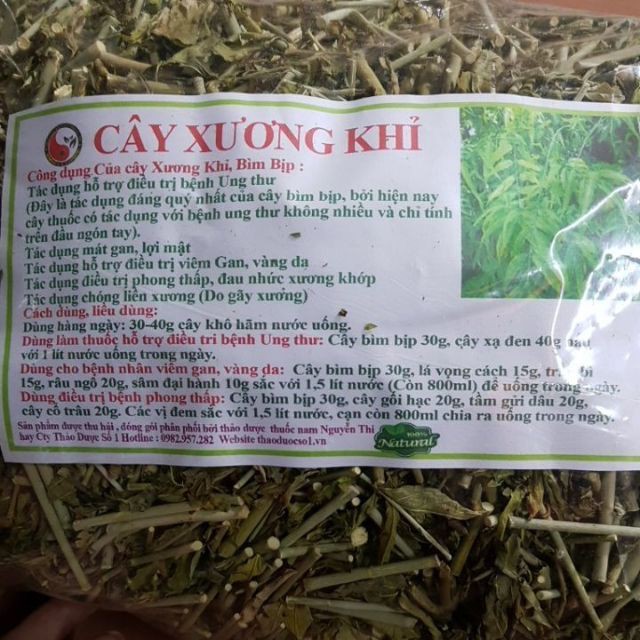 CÂY XƯƠNG KHỈ
Công dụng Của cây Xương Khỉ, Bìm Bịp :
Tác dụng hỗ trợ điều trị bệnh Ung thư
(Đây là tác dụng đáng quý nhất của cây bìm bịp, bởi hiện nay
cây thuốc có tác dụng với bệnh ung thư không nhiều và chỉ tính
trên đầu ngón tay).
Tác dụng mát gan, lợi mật
Tác dụng hỗ trợ điều trị viêm Gan, vàng da
Tác dụng điều trị phong thấp, đau nhức xương khớp
Tác dụng chóng liền xương (Do gãy xương)
Cách dùng, liều dùng:
Dùng hàng ngày: 30-40g cây khô hãm nước uống.
Dùng làm thuốc hỗ trợ điều trị bệnh Ung thư: Cây bìm bịp 30g, cây xạ đen 40g nấu
với 1 lít nước uống trong ngày.
Dùng cho bệnh nhân viêm gan, vàng da: Cây bìm bịp 30g, lá vọng cách 15g, bì
15g, râu ngô 20g, sâm đại hành 10g sắc với 1,5 lít nước (Còn 800ml) để uống trong ngày.
Dùng điều trị bệnh phong thấp: Cây bìm bịp 30g, cây gối hạc 20g, tầm gửi dâu 20g,
cây cỏ trâu 20g. Các vị đem sắc với 1,5 lít nước, cạn còn 800ml chia ra uống trong ngày.
Sản phẩm được thu hái , đóng gói phân phối bởi thảo dược thuốc nam Nguyễn Thi
hay Cty Thảo Dược Số 1 Hotline : 0982.957.282 Website thaoduocso1.vn
100%
Natural